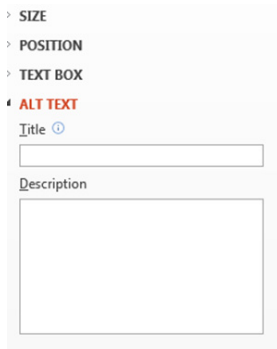 SIZE
POSITION
TEXT BOX
ALT TEXT
Title
Description